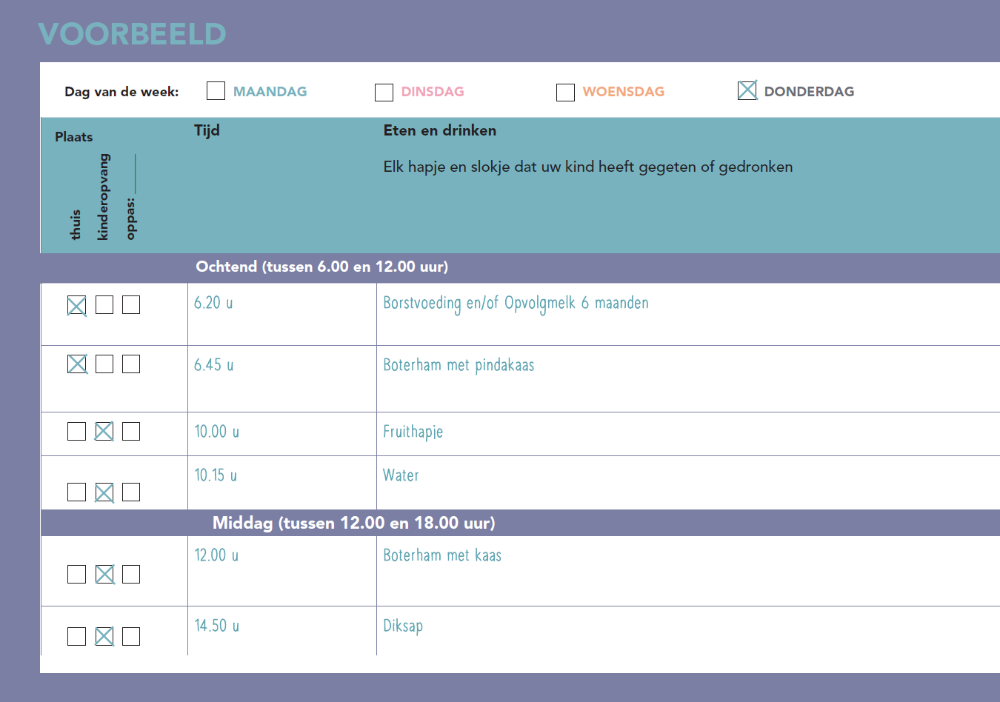 VOORBEELD
Dag van de week: MAANDAG DINSDAG WOENSDAG DONDERDAG
Plaats Tijd Eten en drinken
Elk hapje en slokje dat uw kind heeft gegeten of gedronken
thuis
kinderopvang
oppas: ______
Ochtend (tussen 6.00 en 12.00 uur)
6.20 u Borstvoeding en/of Opvolgmelk 6 maanden
6.45 u Boterham met pindakaas
10.00 u Fruithapje
10.15 u Water
Middag (tussen 12.00 en 18.00 uur)
12.00 u Boterham met kaas
14.50 u Diksap